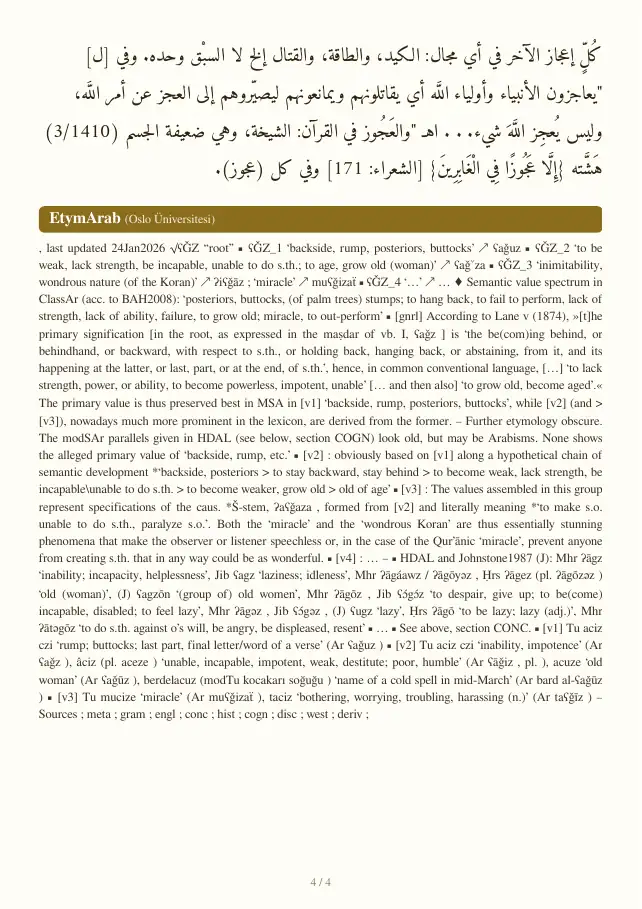 كُلِّ إعجاز الآخر في أي مجال: الكيد، والطاقة، والقتال إلخ لا السبْق وحده. وفي [ل]
"يعاجزون الأنبياء وأولياء اللَّه أي يقاتلونهم ويمانعونهم ليصيّروهم إلى العجز عن أمر اللَّه،
وليس يُعجِز اللَّهَ شيء. . . . اهـ "والعَجُوز في القرآن: الشيخة، وهي ضعيفة الجسم (3/1410)
هَشَّته {إِلَّا عَجُوزًا فِي الْغَابِرِينَ} [الشعراء: 171] وفي كل (عجوز).
EtymArab (Oslo Üniversitesi)
, last updated 24Jan2026 √ʕǦZ “root” ▪ ʕǦZ_1 ‘backside, rump, posteriors, buttocks’ ↗ ʕaǧuz ▪ ʕǦZ_2 ‘to be
weak, lack strength, be incapable, unable to do s.th.; to age, grow old (woman)’ ↗ ʕaǧˇza ▪ ʕǦZ_3 ‘inimitability,
wondrous nature (of the Koran)’ ↗ ʔiʕǧāz ; ‘miracle’ ↗ muʕǧizaẗ ▪ ʕǦZ_4 ‘…’ ↗ … ♦ Semantic value spectrum in
ClassAr (acc. to BAH2008): ‘posteriors, buttocks, (of palm trees) stumps; to hang back, to fail to perform, lack of
strength, lack of ability, failure, to grow old; miracle, to out-perform’ ▪ [gnrl] According to Lane v (1874), »[t]he
primary signification [in the root, as expressed in the maṣdar of vb. I, ʕaǧz ] is ‘the be(com)ing behind, or
behindhand, or backward, with respect to s.th., or holding back, hanging back, or abstaining, from it, and its
happening at the latter, or last, part, or at the end, of s.th.’, hence, in common conventional language, […] ‘to lack
strength, power, or ability, to become powerless, impotent, unable’ [… and then also] ‘to grow old, become aged’.«
The primary value is thus preserved best in MSA in [v1] ‘backside, rump, posteriors, buttocks’, while [v2] (and >
[v3]), nowadays much more prominent in the lexicon, are derived from the former. – Further etymology obscure.
The modSAr parallels given in HDAL (see below, section COGN) look old, but may be Arabisms. None shows
the alleged primary value of ‘backside, rump, etc.’ ▪ [v2] : obviously based on [v1] along a hypothetical chain of
semantic development *‘backside, posteriors > to stay backward, stay behind > to become weak, lack strength, be
incapable\unable to do s.th. > to become weaker, grow old > old of age’ ▪ [v3] : The values assembled in this group
represent specifications of the caus. *Š-stem, ʔaʕǧaza , formed from [v2] and literally meaning *‘to make s.o.
unable to do s.th., paralyze s.o.’. Both the ‘miracle’ and the ‘wondrous Koran’ are thus essentially stunning
phenomena that make the observer or listener speechless or, in the case of the Qurʾānic ‘miracle’, prevent anyone
from creating s.th. that in any way could be as wonderful. ▪ [v4] : … – ▪ HDAL and Johnstone1987 (J): Mhr ʔāgz
‘inability; incapacity, helplessness’, Jib ʕagz ‘laziness; idleness’, Mhr ʔāgáawz / ʔāgōyəz , Ḥrs ʔāgez (pl. ʔāgōzəz )
‘old (woman)’, (J) ʕagzōn ‘(group of) old women’, Mhr ʔāgōz , Jib ʕɔ́gɔ́z ‘to despair, give up; to be(come)
incapable, disabled; to feel lazy’, Mhr ʔāgəz , Jib ʕɔ́gəz , (J) ʕugz ‘lazy’, Ḥrs ʔāgō ‘to be lazy; lazy (adj.)’, Mhr
ʔātəgōz ‘to do s.th. against o’s will, be angry, be displeased, resent’ ▪ … ▪ See above, section CONC. ▪ [v1] Tu aciz
czi ‘rump; buttocks; last part, final letter/word of a verse’ (Ar ʕaǧuz ) ▪ [v2] Tu aciz czi ‘inability, impotence’ (Ar
ʕaǧz ), âciz (pl. aceze ) ‘unable, incapable, impotent, weak, destitute; poor, humble’ (Ar ʕāǧiz , pl. ), acuze ‘old
woman’ (Ar ʕaǧūz ), berdelacuz (modTu kocakarı soğuğu ) ‘name of a cold spell in mid-March’ (Ar bard al-ʕaǧūz
) ▪ [v3] Tu mucize ‘miracle’ (Ar muʕǧizaẗ ), taciz ‘bothering, worrying, troubling, harassing (n.)’ (Ar taʕǧīz ) –
Sources ; meta ; gram ; engl ; conc ; hist ; cogn ; disc ; west ; deriv ;
4 / 4